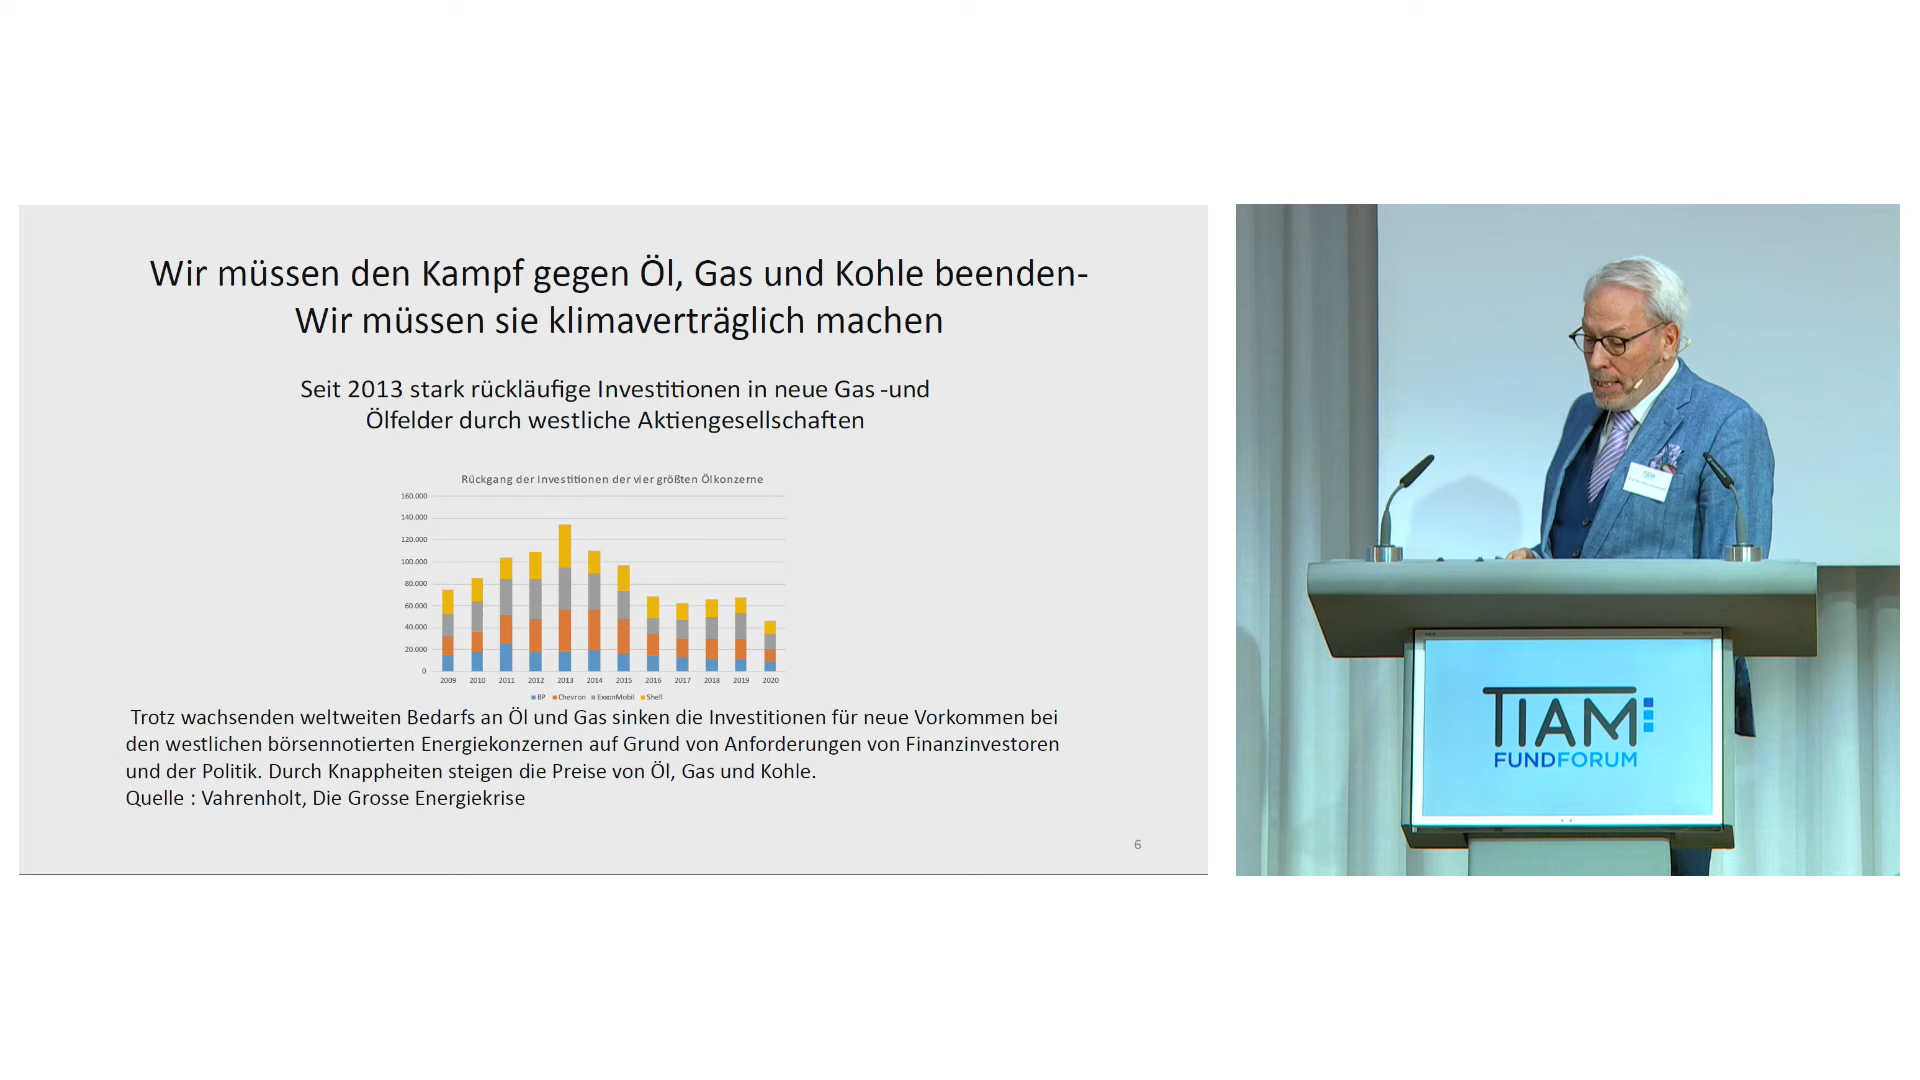 Wir müssen den Kampf gegen Öl, Gas und Kohle beenden-
Wir müssen sie klimaverträglich machen
Seit 2013 stark rückläufige Investitionen in neue Gas -und
Ölfelder durch westliche Aktiengesellschaften
Rückgang der Investitionen der vier größten Ölkonzerne
160.000
140.000
120.000
100.000
80.000
60.000
40.000
20.000
0
2009 2010 2011 2012 2013 2014 2015 2016 2017 2018 2019 2020
BP Chevron ExxonMobil Shell
Trotz wachsenden weltweiten Bedarfs an Öl und Gas sinken die Investitionen für neue Vorkommen bei
den westlichen börsennotierten Energiekonzernen auf Grund von Anforderungen von Finanzinvestoren
und der Politik. Durch Knappheiten steigen die Preise von Öl, Gas und Kohle.
Quelle : Vahrenholt, Die Grosse Energiekrise
6
TIAM
FUNDFORUM